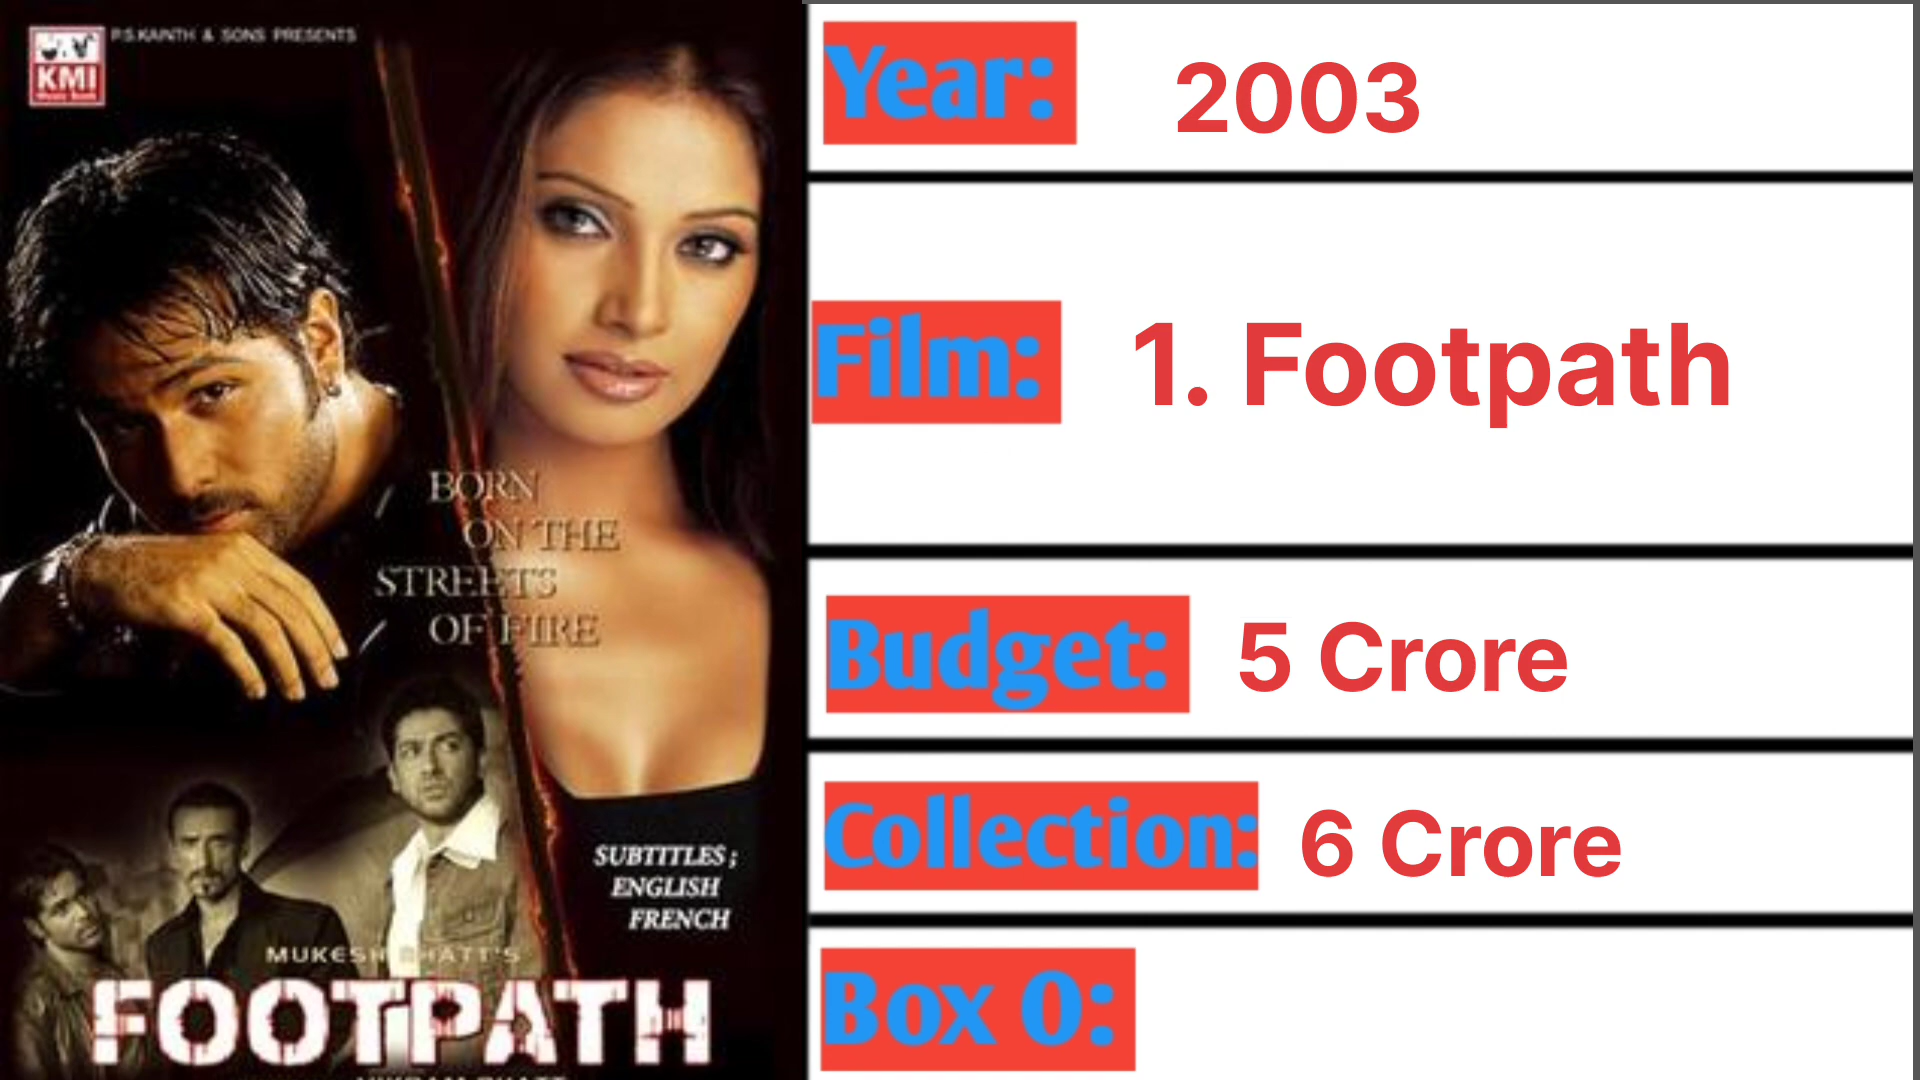 P.S.KAINTH & SONS PRESENTS
KMI
BORN
ON THE
STREETS
OF FIRE
SUBTITLES ;
ENGLISH
FRENCH
MUKESH BHATT'S
FOOTPATH
Year: 2003
Film: 1. Footpath
Budget: 5 Crore
Collection: 6 Crore
Box O: